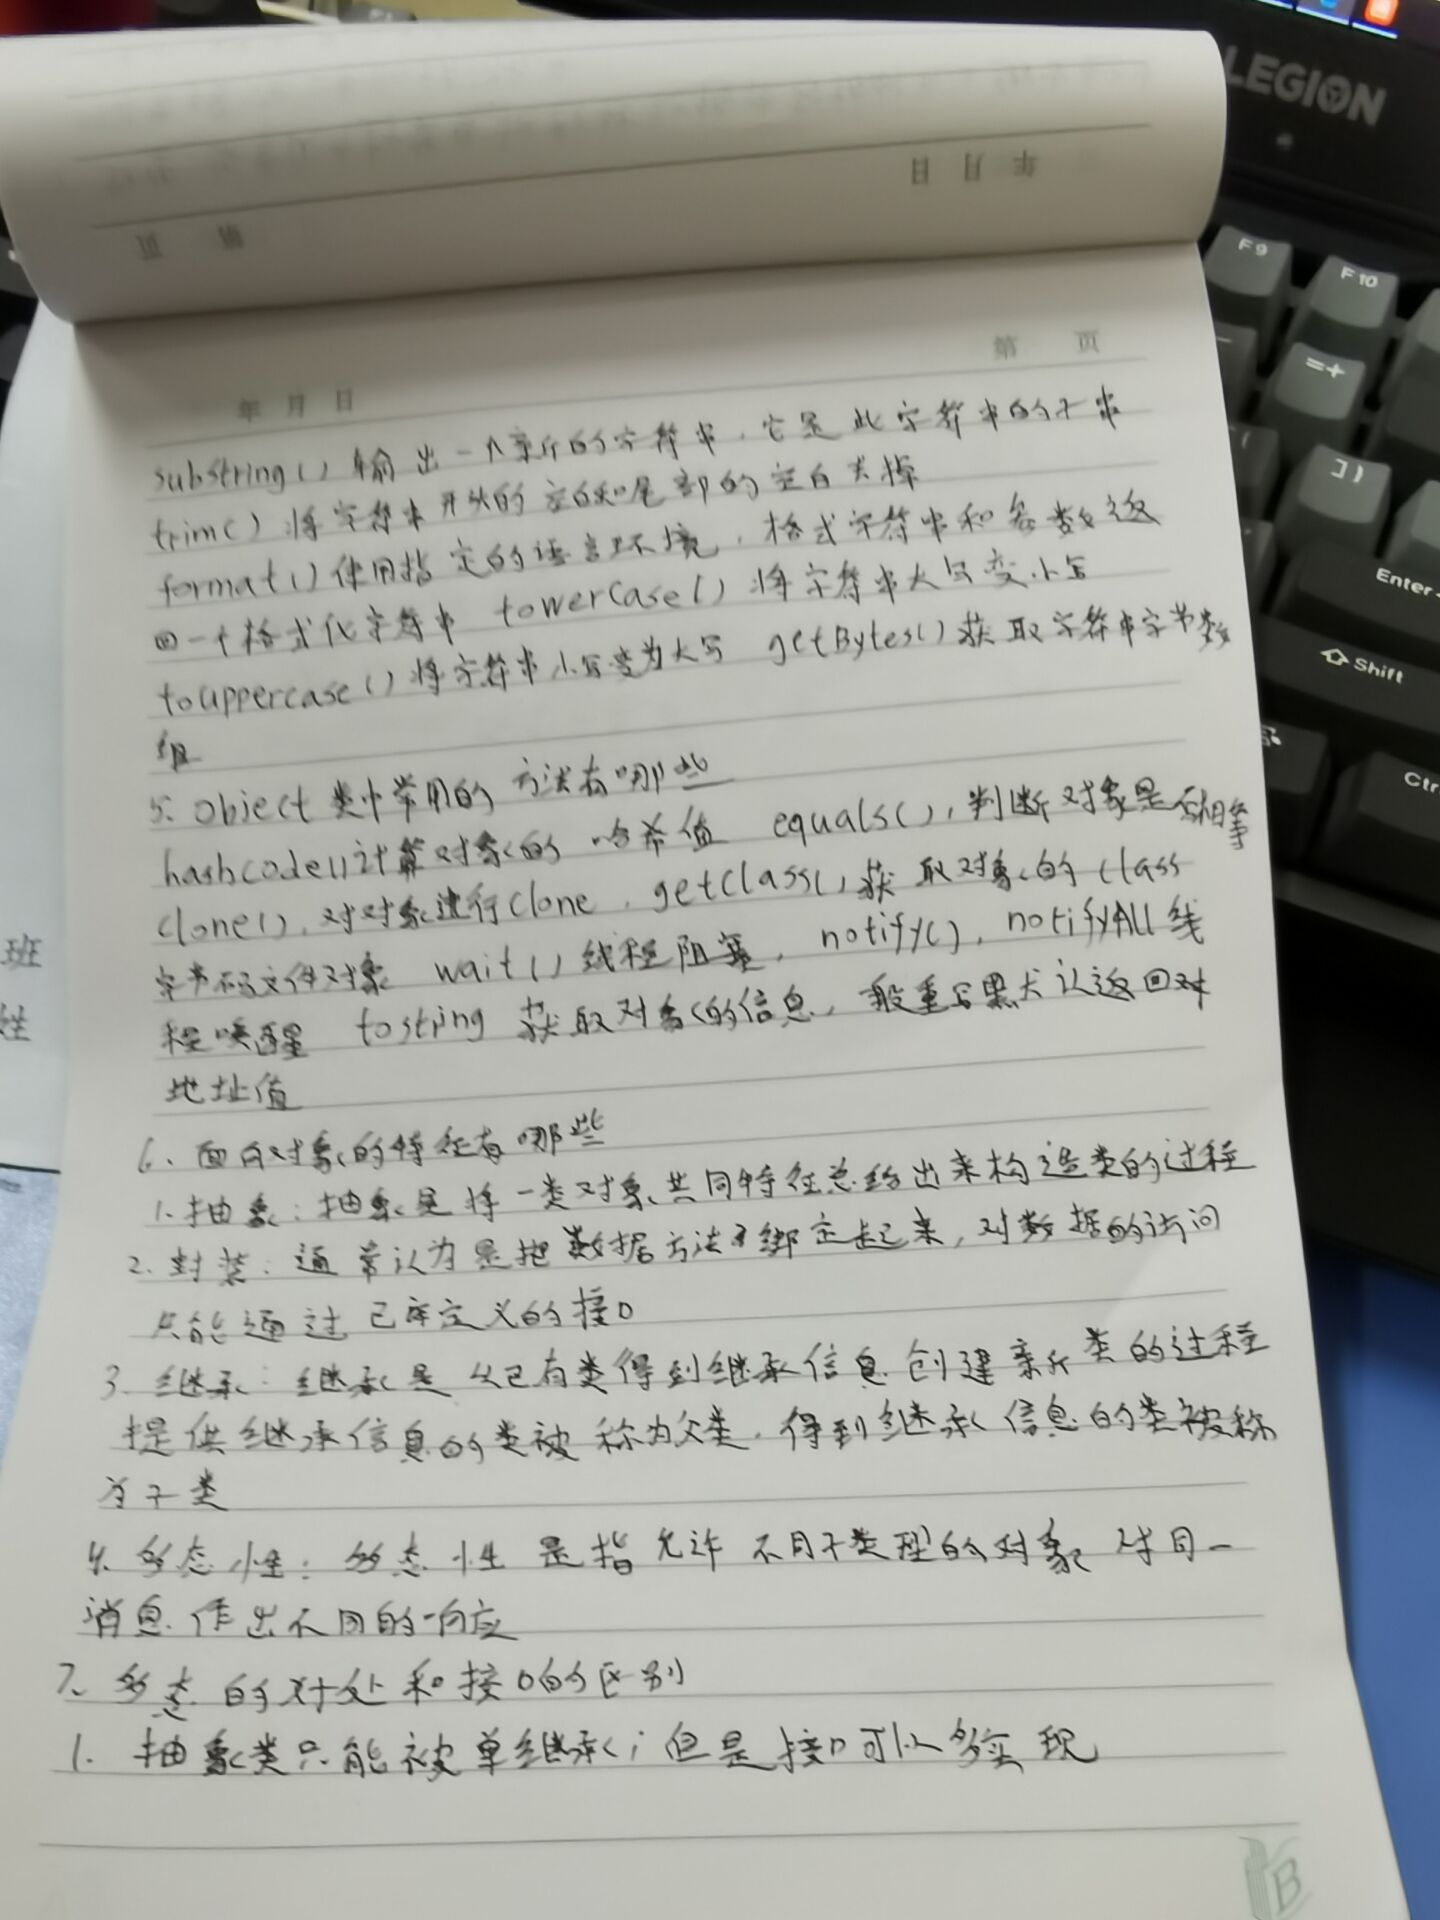 LEGION
年 月 日
第 页
F9
F10
=+
] }
Enter
Shift
Ctr
班
姓
第 页
年 月 日
substring() 输出一个新的字符串，它是此字符串的子串
trim() 将字符串开头的空白和尾部的空白去掉
format() 使用指定的语言环境，格式字符串和参数返
回一个格式化字符串 towerCase() 将字符串大写变小写
toUppercase() 将字符串小写变为大写 getBytes() 获取字符串字节数
组
5. Object 类中常用的方法有哪些
hashcode() 计算对象的哈希值 equals(), 判断对象是否相等
clone(), 对对象进行clone, getClass() 获取对象的class
字节码文件对象 wait() 线程阻塞, notify(), notifyAll 线
程唤醒 tostring 获取对象的信息, 一般重写默认返回对
地址值
6. 面向对象的特征有哪些
1. 抽象：抽象是将一类对象共同特征总结出来构造类的过程
2. 封装：通常认为是把数据方法绑定起来，对数据的访问
只能通过已定义的接口
3. 继承：继承是从已有类得到继承信息创建新类的过程
提供继承信息的类被称为父类，得到继承信息的类被称
为子类
4. 多态性：多态性是指允许不同子类型的对象对同一
消息作出不同的响应
7. 多态的好处和接口的区别
1. 抽象类只能被单继承；但是接口可以多实现
B